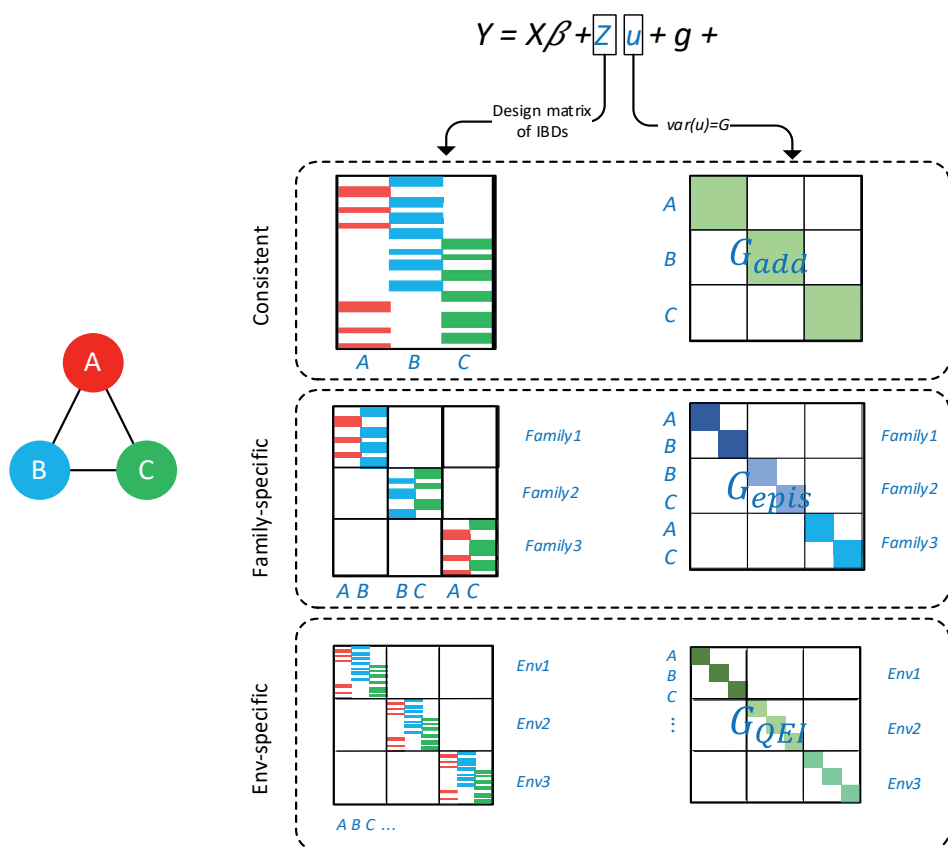 Y = Xβ + Z u + g +
Design matrix
of IBDs
var(u)=G
Consistent
A B C
A
B
C
G_add
A
B
C
Family-specific
Family1
Family2
Family3
A B B C A C
A
B
B
C
A
C
G_epis
Family1
Family2
Family3
Env-specific
Env1
Env2
Env3
A B C ...
A
B
C
⋮
G_QEI
Env1
Env2
Env3